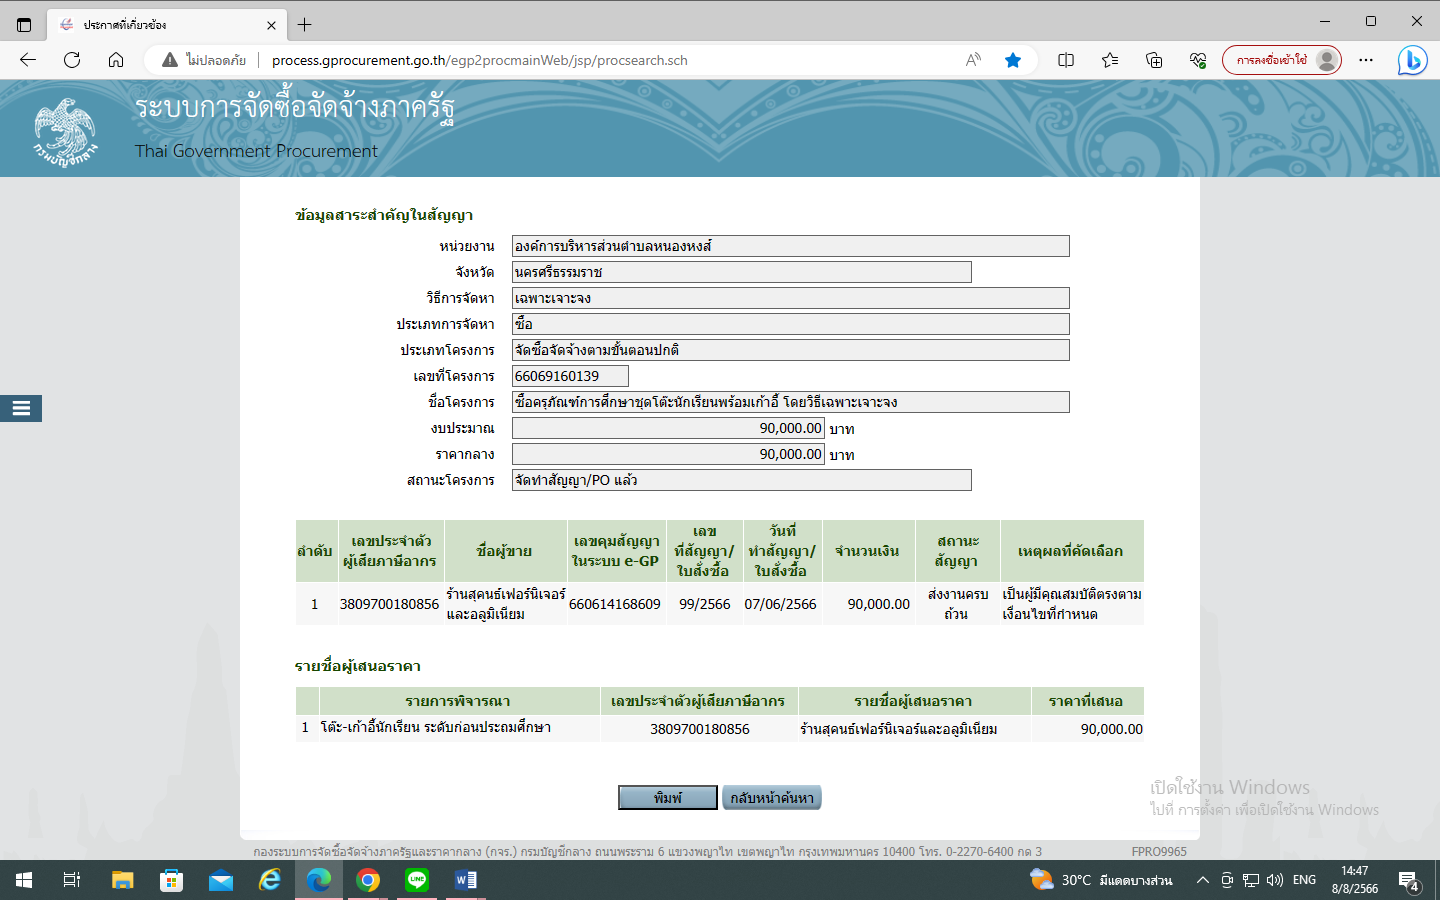 ประกาศที่เกี่ยวข้อง
ไม่ปลอดภัย
process.gprocurement.go.th/egp2procmainWeb/jsp/procsearch.sch
การลงชื่อเข้าใช้
ระบบการจัดซื้อจัดจ้างภาครัฐ
Thai Government Procurement
กรมบัญชีกลาง
ข้อมูลสาระสำคัญในสัญญา
หน่วยงาน องค์การบริหารส่วนตำบลหนองหงส์
จังหวัด นครศรีธรรมราช
วิธีการจัดหา เฉพาะเจาะจง
ประเภทการจัดหา ซื้อ
ประเภทโครงการ จัดซื้อจัดจ้างตามขั้นตอนปกติ
เลขที่โครงการ 66069160139
ชื่อโครงการ ซื้อครุภัณฑ์การศึกษาชุดโต๊ะนักเรียนพร้อมเก้าอี้ โดยวิธีเฉพาะเจาะจง
งบประมาณ 90,000.00 บาท
ราคากลาง 90,000.00 บาท
สถานะโครงการ จัดทำสัญญา/PO แล้ว
ลำดับ เลขประจำตัวผู้เสียภาษีอากร ชื่อผู้ขาย เลขคุมสัญญาในระบบ e-GP เลขที่สัญญา/ใบสั่งซื้อ วันที่ทำสัญญา/ใบสั่งซื้อ จำนวนเงิน สถานะสัญญา เหตุผลที่คัดเลือก
1 3809700180856 ร้านสุคนธ์เฟอร์นิเจอร์และอลูมิเนียม 660614168609 99/2566 07/06/2566 90,000.00 ส่งงานครบถ้วน เป็นผู้มีคุณสมบัติตรงตามเงื่อนไขที่กำหนด
รายชื่อผู้เสนอราคา
รายการพิจารณา เลขประจำตัวผู้เสียภาษีอากร รายชื่อผู้เสนอราคา ราคาที่เสนอ
1 โต๊ะ-เก้าอี้นักเรียน ระดับก่อนประถมศึกษา 3809700180856 ร้านสุคนธ์เฟอร์นิเจอร์และอลูมิเนียม 90,000.00
พิมพ์ กลับหน้าค้นหา
เปิดใช้งาน Windows
ไปที่ การตั้งค่า เพื่อเปิดใช้งาน Windows
กองระบบการจัดซื้อจัดจ้างภาครัฐและราคากลาง (กจร.) กรมบัญชีกลาง ถนนพระราม 6 แขวงพญาไท เขตพญาไท กรุงเทพมหานคร 10400 โทร. 0-2270-6400 กด 3 FPRO9965
LINE
30°C มีแดดบางส่วน
ENG
14:47
8/8/2566
4